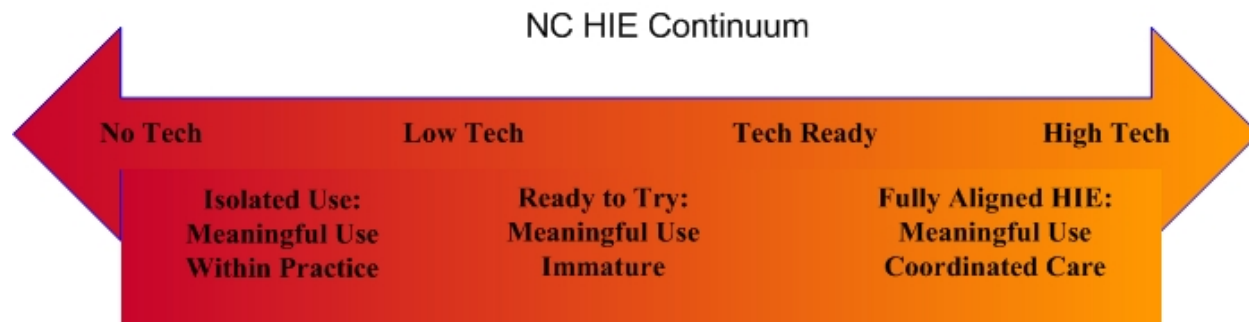 NC HIE Continuum
No Tech Low Tech Tech Ready High Tech
Isolated Use:
Meaningful Use
Within Practice
Ready to Try:
Meaningful Use
Immature
Fully Aligned HIE:
Meaningful Use
Coordinated Care